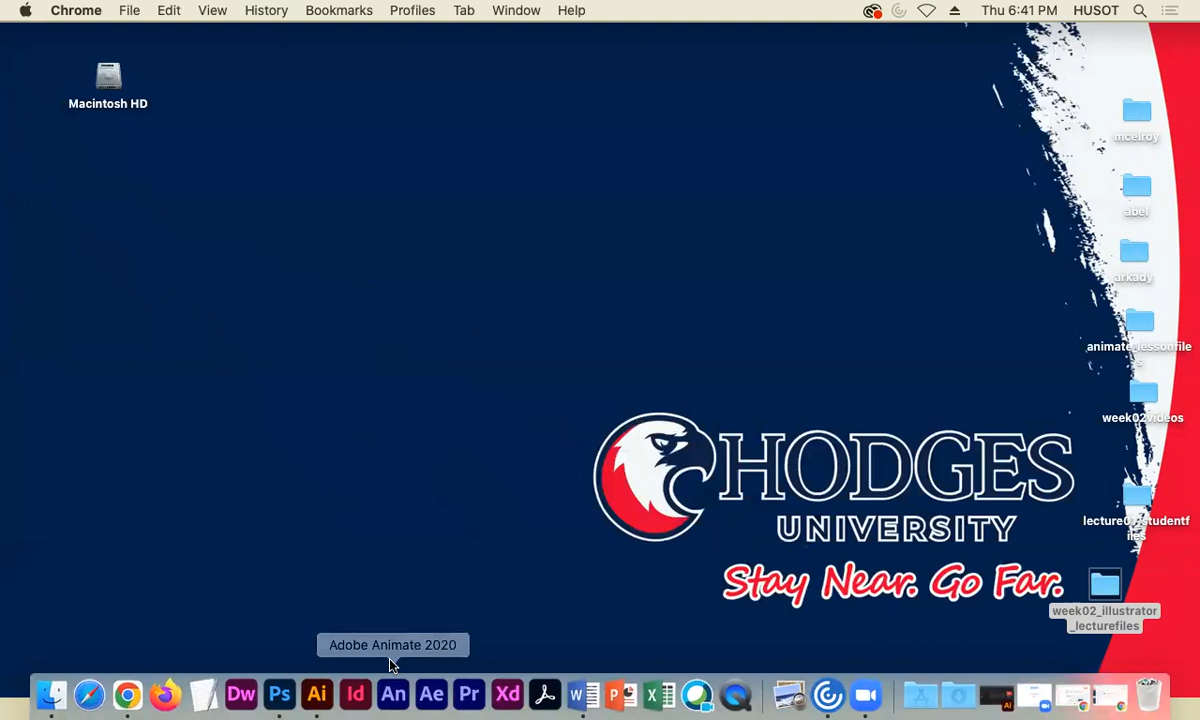 Chrome File Edit View History Bookmarks Profiles Tab Window Help Thu 6:41 PM HUSOT
Macintosh HD
mcelroy
abel
arkady
animate_lessonfile
s
week02videos
HODGES
UNIVERSITY
Stay Near. Go Far.
week02_illustrator
_lecturefiles
Adobe Animate 2020
Dw Ps Ai Id An Ae Pr Xd W P X